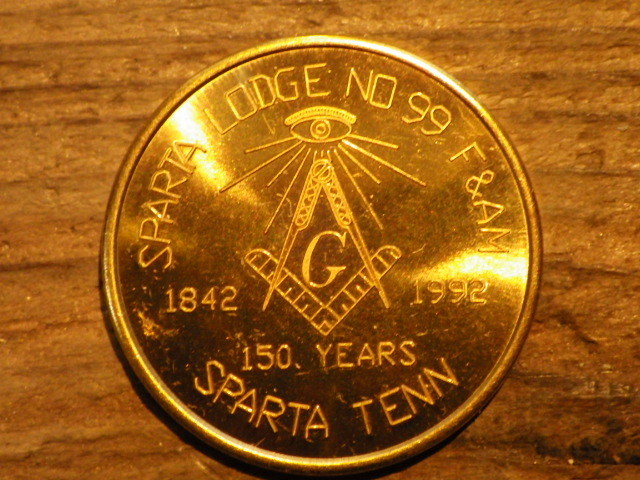 SPARTA LODGE NO 99 F & AM
G
1842 1992
150. YEARS
SPARTA TENN